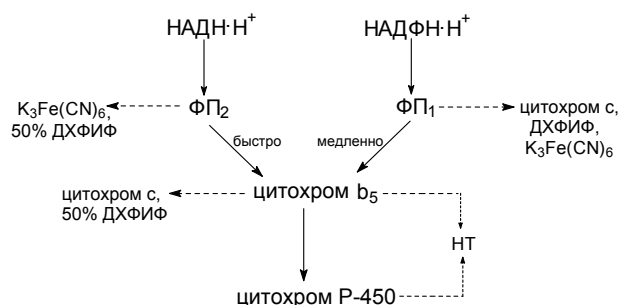 НАДН·H⁺ НАДФН·H⁺
K₃Fe(CN)₆,
50% ДХФИФ
ФП₂ ФП₁
цитохром с,
ДХФИФ,
K₃Fe(CN)₆
быстро медленно
цитохром с,
50% ДХФИФ
цитохром b₅
НТ
цитохром Р-450